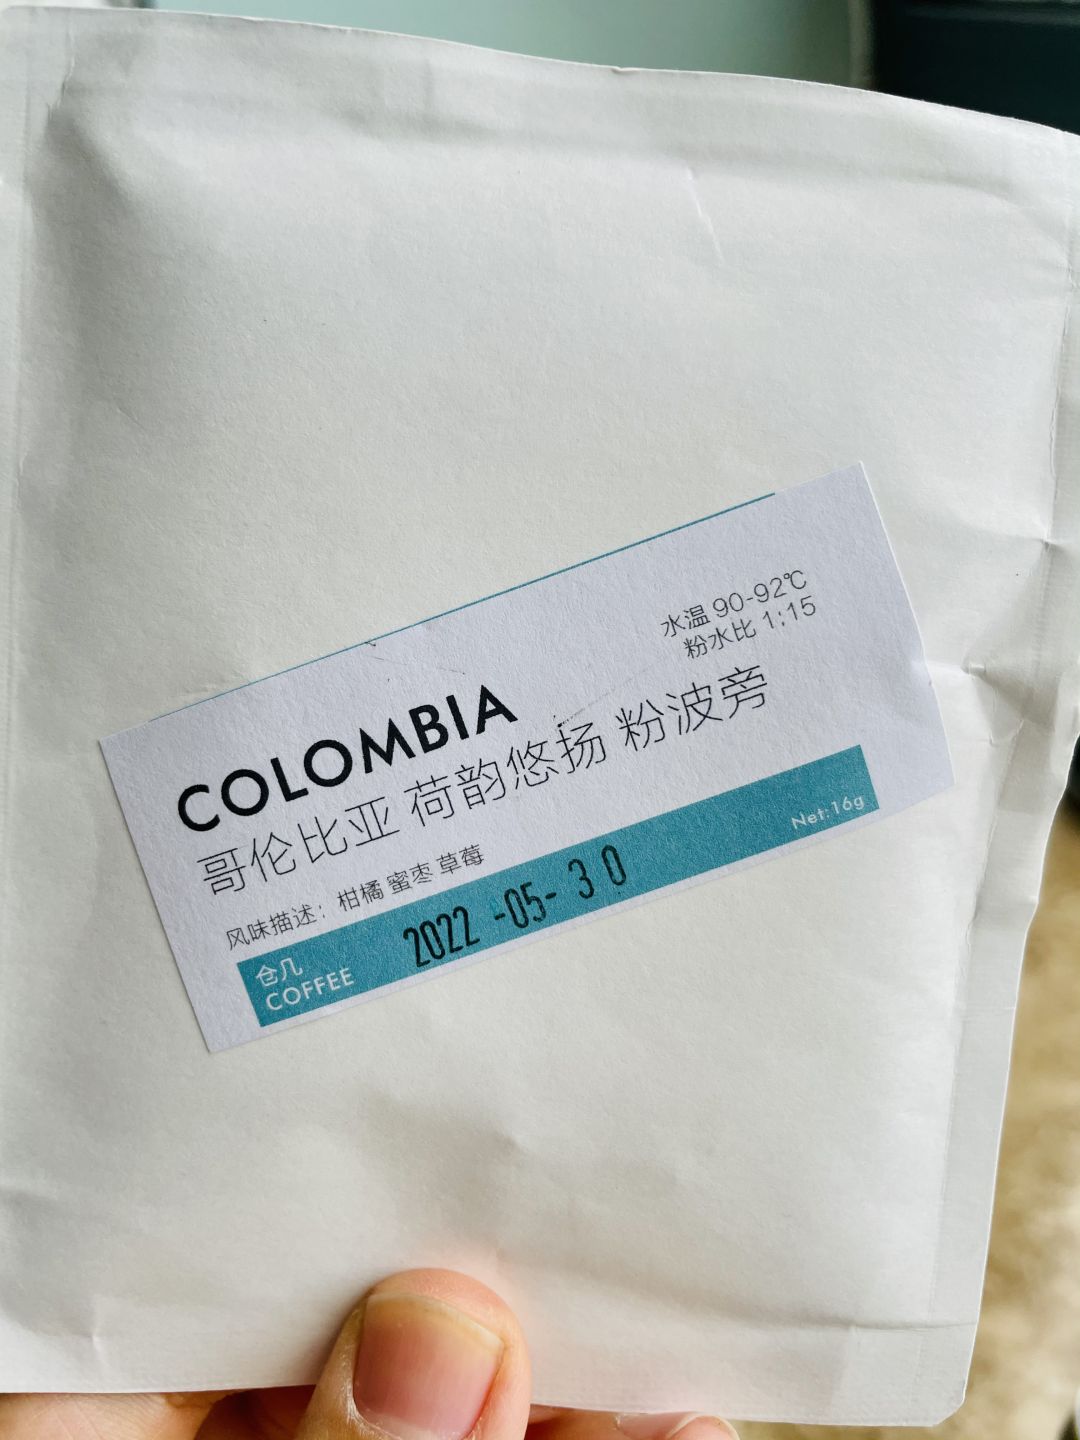 水温 90-92℃
粉水比 1:15
COLOMBIA
哥伦比亚 荷韵悠扬 粉波旁
风味描述：柑橘 蜜枣 草莓
仓几
COFFEE
2022 -05- 30
Net:16g